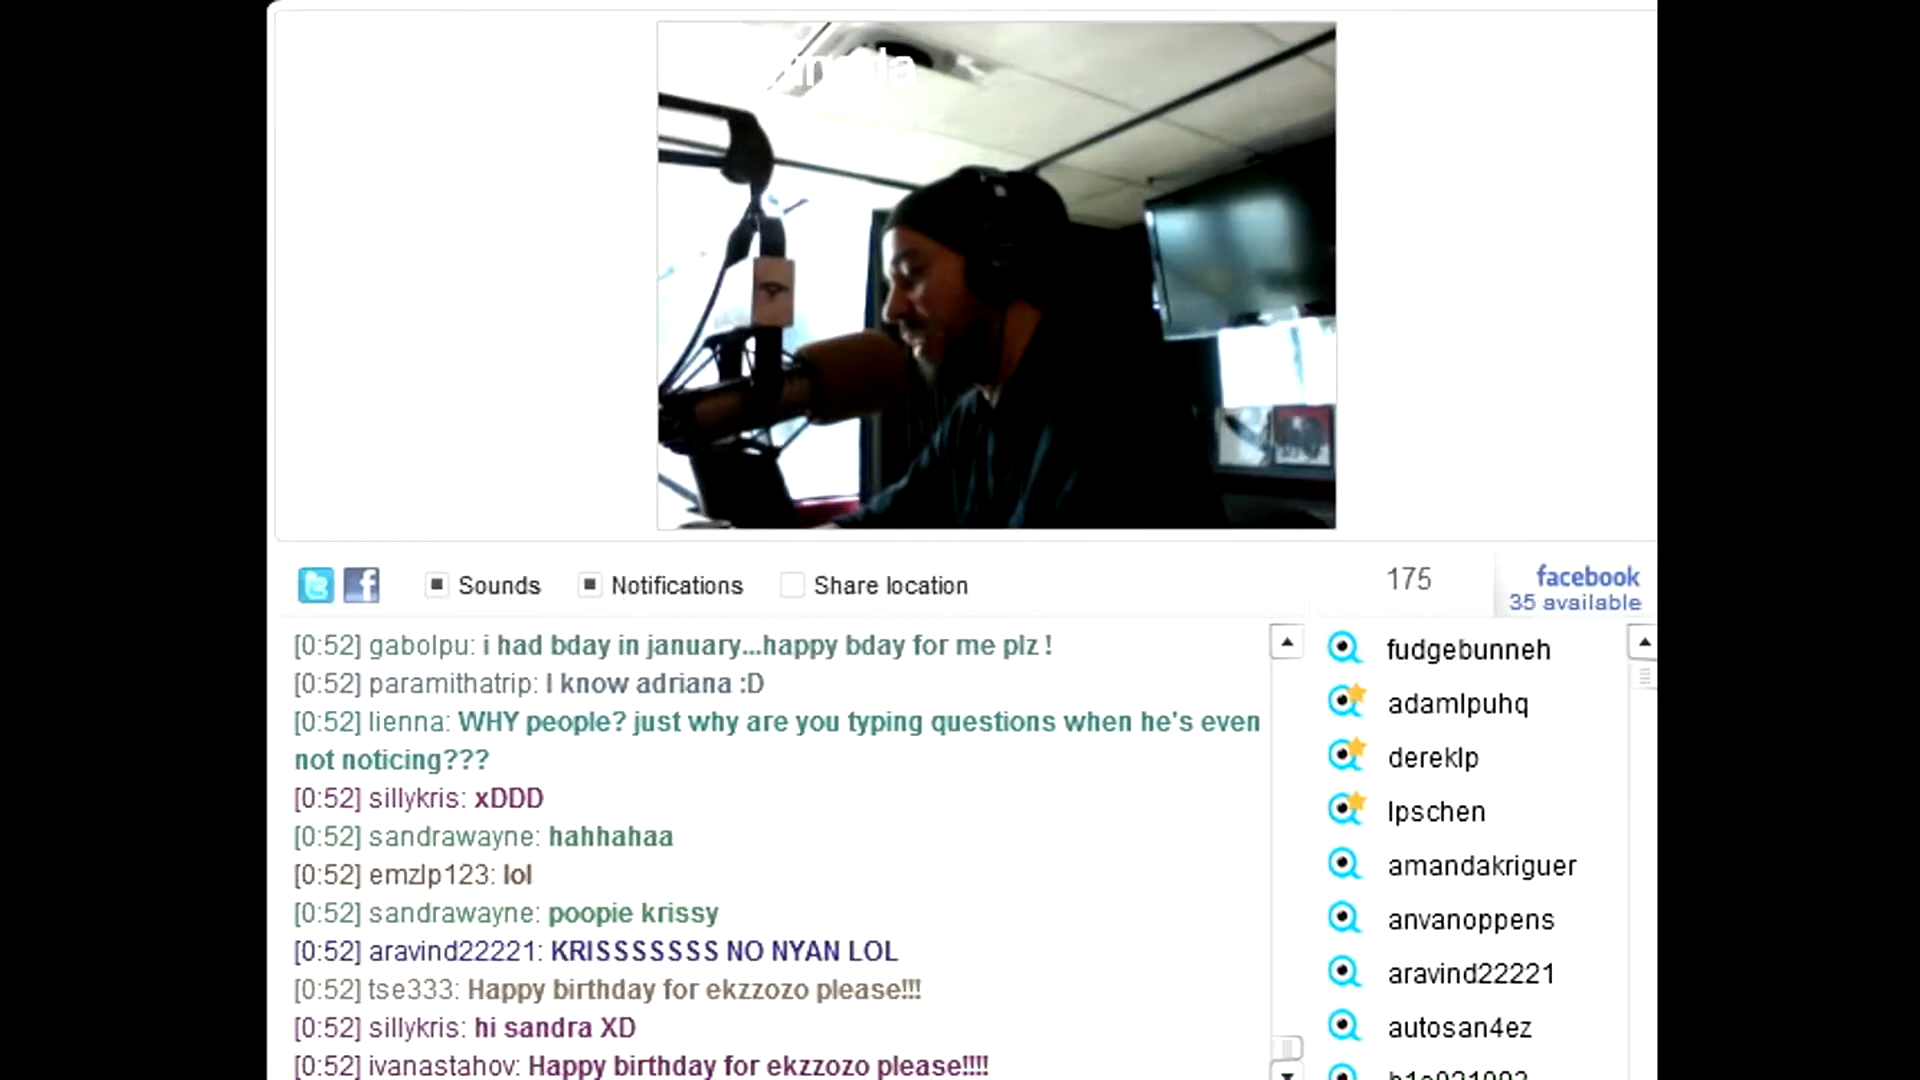 Sounds
Notifications
Share location
175
facebook
35 available
[0:52] gabolpu: i had bday in january...happy bday for me plz !
[0:52] paramithatrip: I know adriana :D
[0:52] lienna: WHY people? just why are you typing questions when he's even
not noticing???
[0:52] sillykris: xDDD
[0:52] sandrawayne: hahhahaa
[0:52] emzlp123: lol
[0:52] sandrawayne: poopie krissy
[0:52] aravind22221: KRISSSSSSS NO NYAN LOL
[0:52] tse333: Happy birthday for ekzzozo please!!!
[0:52] sillykris: hi sandra XD
[0:52] ivanastahov: Happy birthday for ekzzozo please!!!!
fudgebunneh
adamlpuhq
dereklp
lpschen
amandakriguer
anvanoppens
aravind22221
autosan4ez